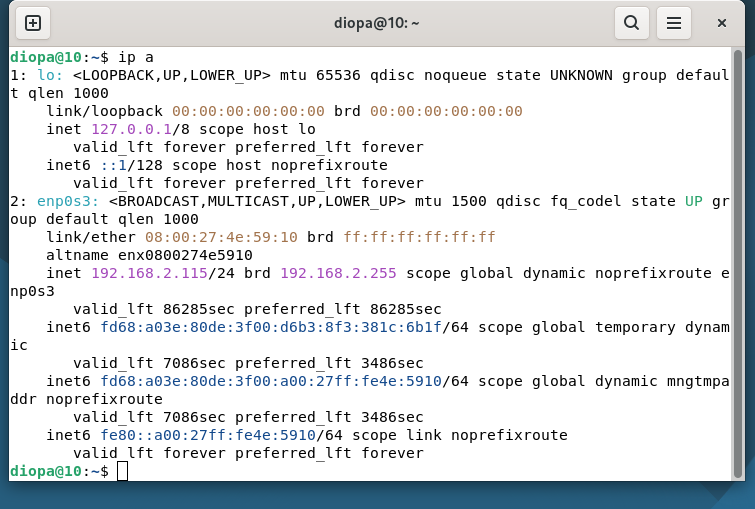 diopa@10: ~
diopa@10:~$ ip a
1: lo: <LOOPBACK,UP,LOWER_UP> mtu 65536 qdisc noqueue state UNKNOWN group defaul
t qlen 1000
    link/loopback 00:00:00:00:00:00 brd 00:00:00:00:00:00
    inet 127.0.0.1/8 scope host lo
       valid_lft forever preferred_lft forever
    inet6 ::1/128 scope host noprefixroute
       valid_lft forever preferred_lft forever
2: enp0s3: <BROADCAST,MULTICAST,UP,LOWER_UP> mtu 1500 qdisc fq_codel state UP gr
oup default qlen 1000
    link/ether 08:00:27:4e:59:10 brd ff:ff:ff:ff:ff:ff
    altname enx0800274e5910
    inet 192.168.2.115/24 brd 192.168.2.255 scope global dynamic noprefixroute e
np0s3
       valid_lft 86285sec preferred_lft 86285sec
    inet6 fd68:a03e:80de:3f00:d6b3:8f3:381c:6b1f/64 scope global temporary dynam
ic
       valid_lft 7086sec preferred_lft 3486sec
    inet6 fd68:a03e:80de:3f00:a00:27ff:fe4e:5910/64 scope global dynamic mngtmpa
ddr noprefixroute
       valid_lft 7086sec preferred_lft 3486sec
    inet6 fe80::a00:27ff:fe4e:5910/64 scope link noprefixroute
       valid_lft forever preferred_lft forever
diopa@10:~$